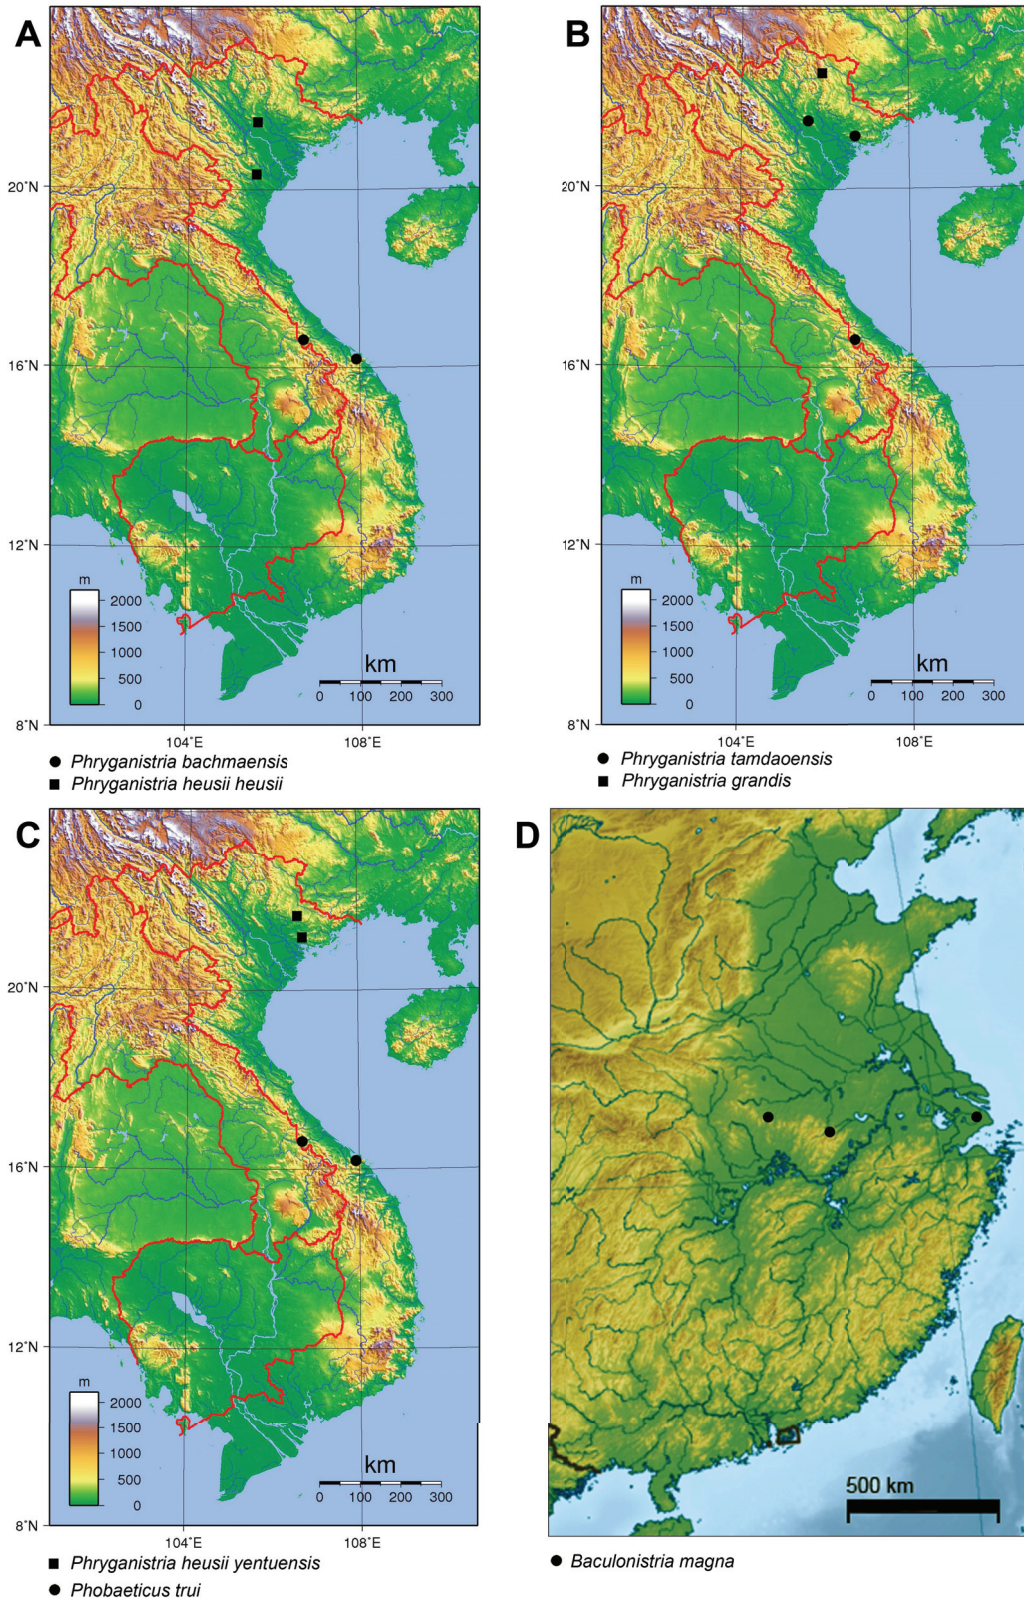 A
20°N
16°N
12°N
8°N
m
2000
1500
1000
500
0
km
0 100 200 300
104°E 108°E
● Phryganistria bachmaensis
■ Phryganistria heusii heusii
B
20°N
16°N
12°N
8°N
m
2000
1500
1000
500
0
km
0 100 200 300
104°E 108°E
● Phryganistria tamdaoensis
■ Phryganistria grandis
C
20°N
16°N
12°N
8°N
m
2000
1500
1000
500
0
km
0 100 200 300
104°E 108°E
■ Phryganistria heusii yentuensis
● Phobaeticus trui
D
500 km
● Baculonistria magna